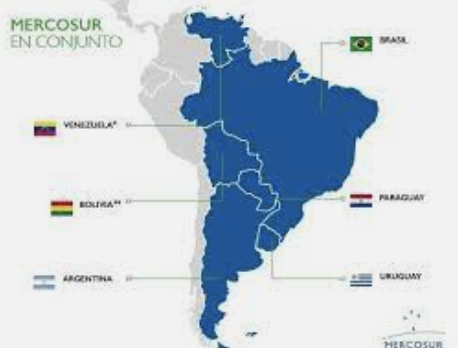 MERCOSUR
EN CONJUNTO
BRASIL
VENEZUELA*
BOLIVIA**
PARAGUAY
ARGENTINA
URUGUAY
MERCOSUR